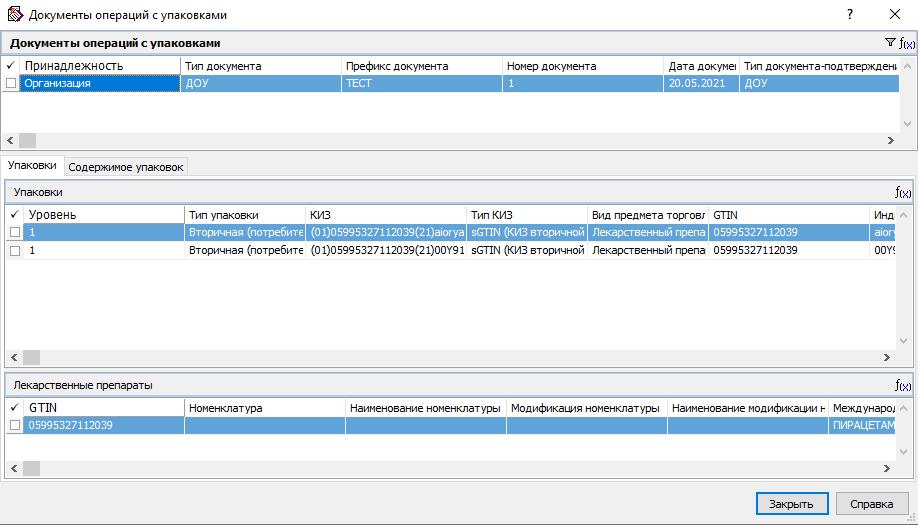 Документы операций с упаковками ?
Документы операций с упаковками f(x)
Принадлежность Тип документа Префикс документа Номер документа Дата докумен Тип документа-подтверждени
Организация ДОУ ТЕСТ 1 20.05.2021 ДОУ
Упаковки Содержимое упаковок
Упаковки f(x)
Уровень Тип упаковки КИЗ Тип КИЗ Вид предмета торговл GTIN Инди
1 Вторичная (потребите (01)05995327112039(21)aiorya sGTIN (КИЗ вторичной Лекарственный препа 05995327112039 aiory
1 Вторичная (потребите (01)05995327112039(21)00Y91 sGTIN (КИЗ вторичной Лекарственный препа 05995327112039 00Y9
Лекарственные препараты f(x)
GTIN Номенклатура Наименование номенклатуры Модификация номенклатуры Наименование модификации н Международ
05995327112039 ПИРАЦЕТАМ
Закрыть Справка